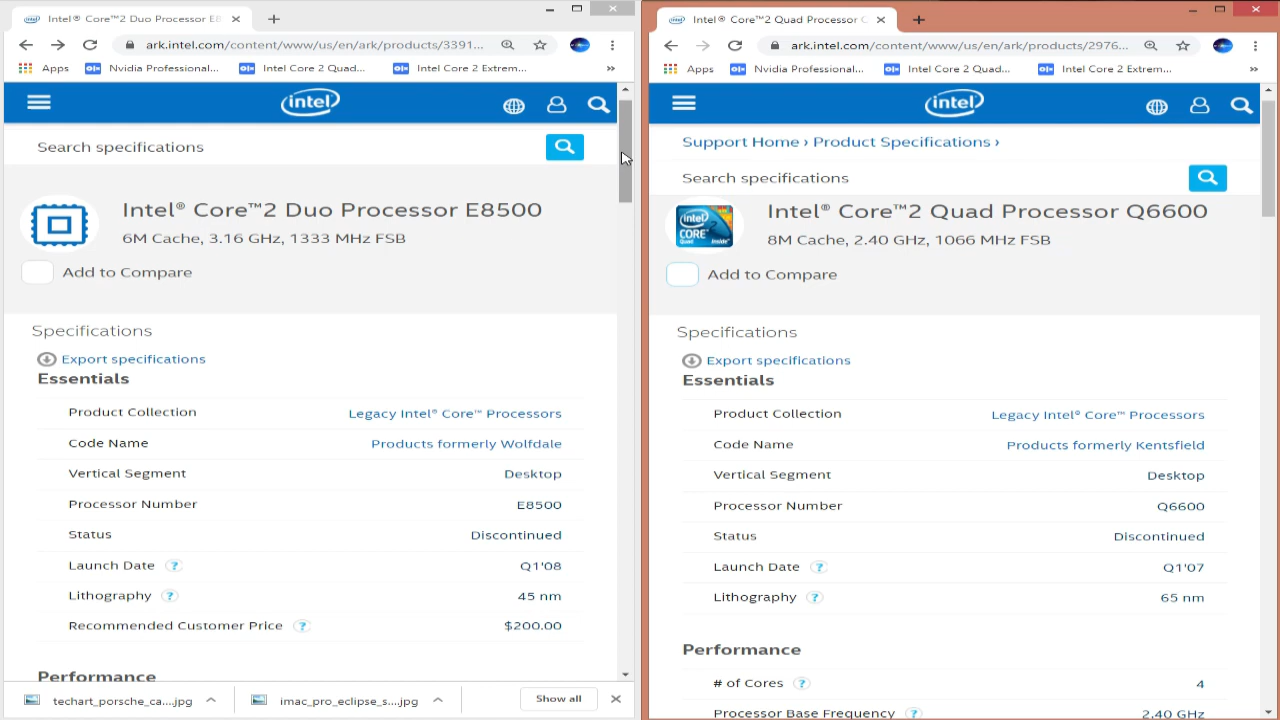 Intel® Core™2 Duo Processor E8
ark.intel.com/content/www/us/en/ark/products/3391...
Apps Nvidia Professional... Intel Core 2 Quad... Intel Core 2 Extrem... »
intel
Search specifications
Intel® Core™2 Duo Processor E8500
6M Cache, 3.16 GHz, 1333 MHz FSB
Add to Compare
Specifications
Export specifications
Essentials
Product Collection Legacy Intel® Core™ Processors
Code Name Products formerly Wolfdale
Vertical Segment Desktop
Processor Number E8500
Status Discontinued
Launch Date ? Q1'08
Lithography ? 45 nm
Recommended Customer Price ? $200.00
Performance
techart_porsche_ca....jpg imac_pro_eclipse_s....jpg Show all
Intel® Core™2 Quad Processor
ark.intel.com/content/www/us/en/ark/products/2976...
Apps Nvidia Professional... Intel Core 2 Quad... Intel Core 2 Extrem... »
intel
Support Home › Product Specifications ›
Search specifications
intel CORE™2 Quad inside™
Intel® Core™2 Quad Processor Q6600
8M Cache, 2.40 GHz, 1066 MHz FSB
Add to Compare
Specifications
Export specifications
Essentials
Product Collection Legacy Intel® Core™ Processors
Code Name Products formerly Kentsfield
Vertical Segment Desktop
Processor Number Q6600
Status Discontinued
Launch Date ? Q1'07
Lithography ? 65 nm
Performance
# of Cores ? 4
Processor Base Frequency ? 2.40 GHz